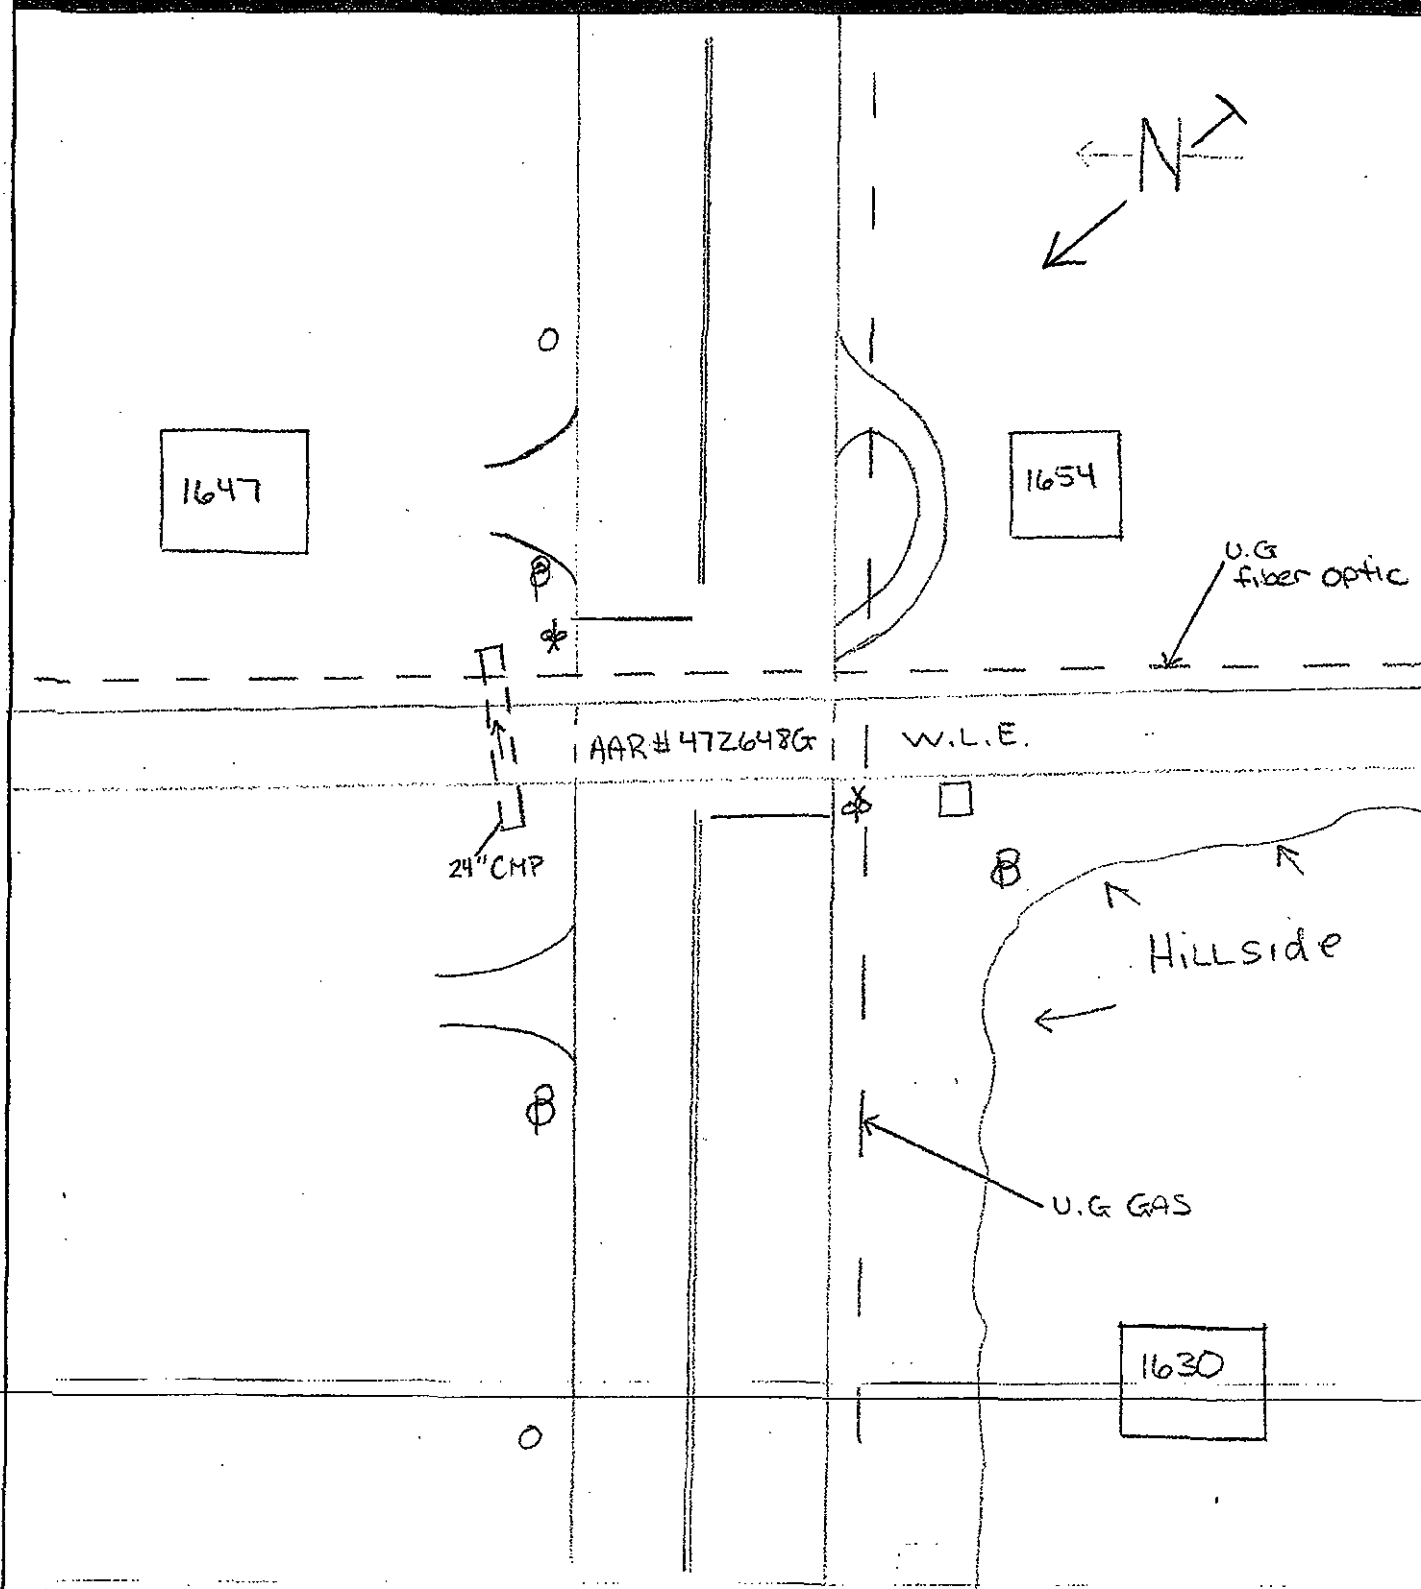 N
1647
1654
U.G
fiber optic
AAR # 472648G
W.L.E.
24" CMP
Hillside
U.G GAS
1630